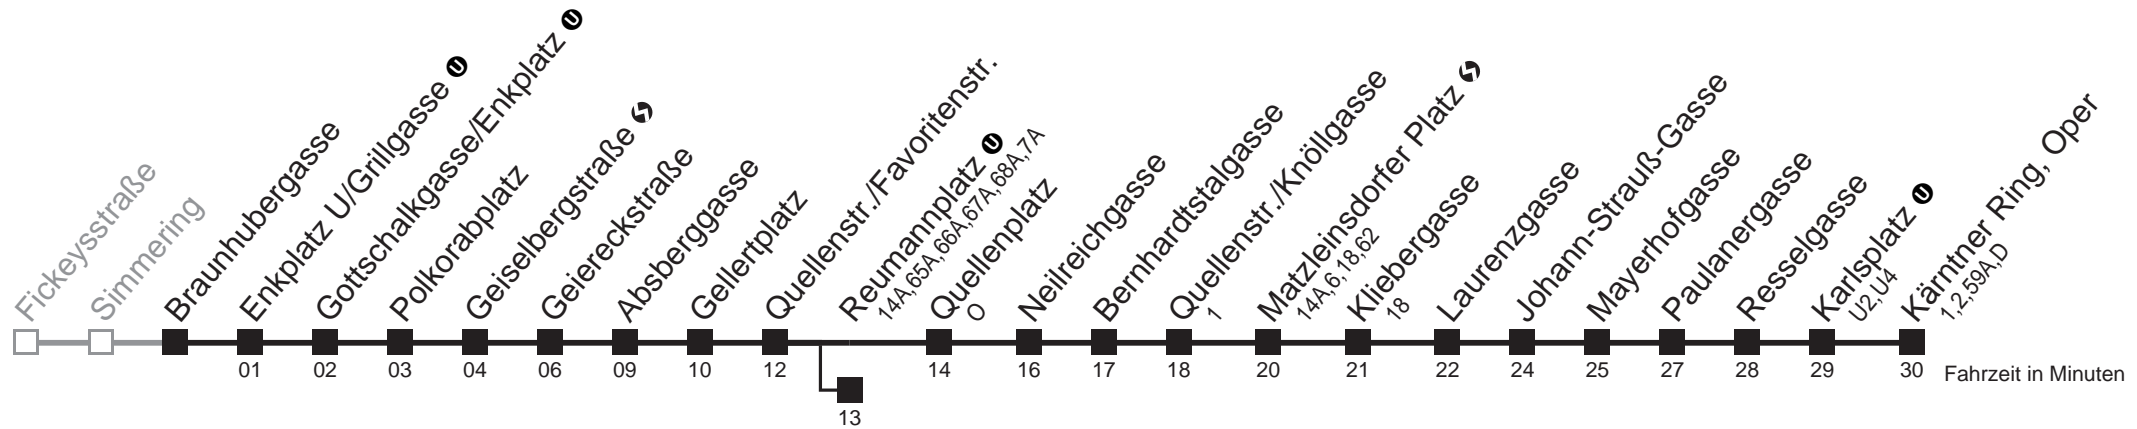 Fickeysstraße
Simmering
Braunhubergasse
Enkplatz U/Grillgasse U
Gottschalkgasse/Enkplatz U
Polkorabplatz
Geiselbergstraße
Geiereckstraße
Absberggasse
Gellertplatz
Quellenstr./Favoritenstr.
Reumannplatz U
14A,65A,66A,67A,68A,7A
Quellenplatz
O
Neilreichgasse
Bernhardtstalgasse
Quellenstr./Knöllgasse
1
Matzleinsdorfer Platz
14A,6,18,62
Kliebergasse
18
Laurenzgasse
Johann-Strauß-Gasse
Mayerhofgasse
Paulanergasse
Resselgasse
Karlsplatz U
U2,U4
Kärntner Ring, Oper
1,2,59A,D
01 02 03 04 06 09 10 12 14 16 17 18 20 21 22 24 25 27 28 29 30 Fahrzeit in Minuten
13